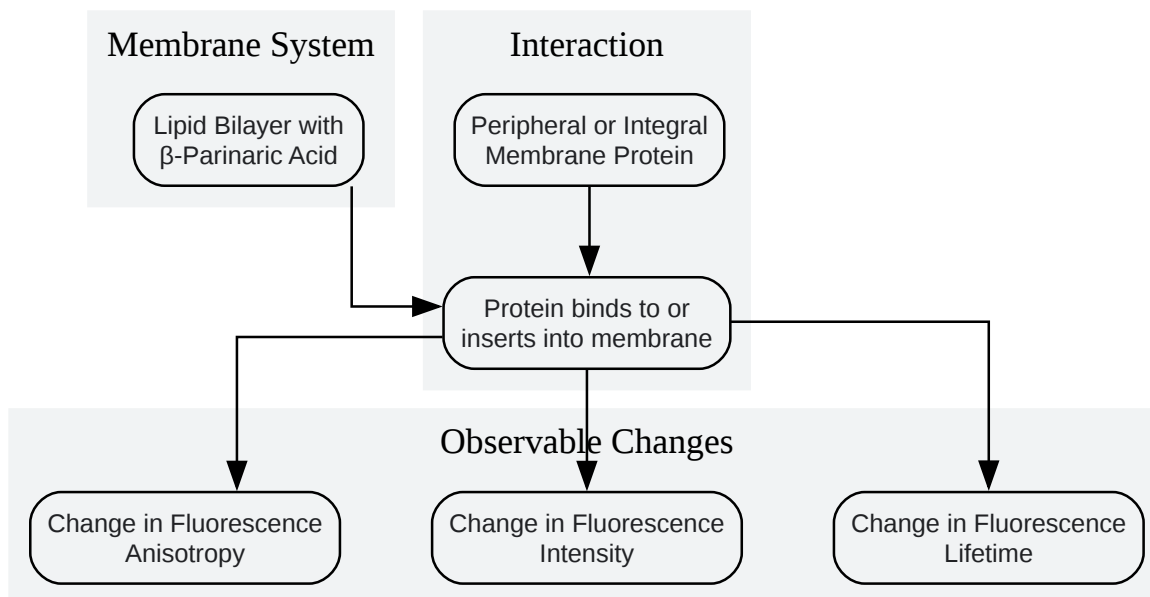 Membrane System
Lipid Bilayer with
β-Parinaric Acid
Interaction
Peripheral or Integral
Membrane Protein
Protein binds to or
inserts into membrane
Observable Changes
Change in Fluorescence
Anisotropy
Change in Fluorescence
Intensity
Change in Fluorescence
Lifetime